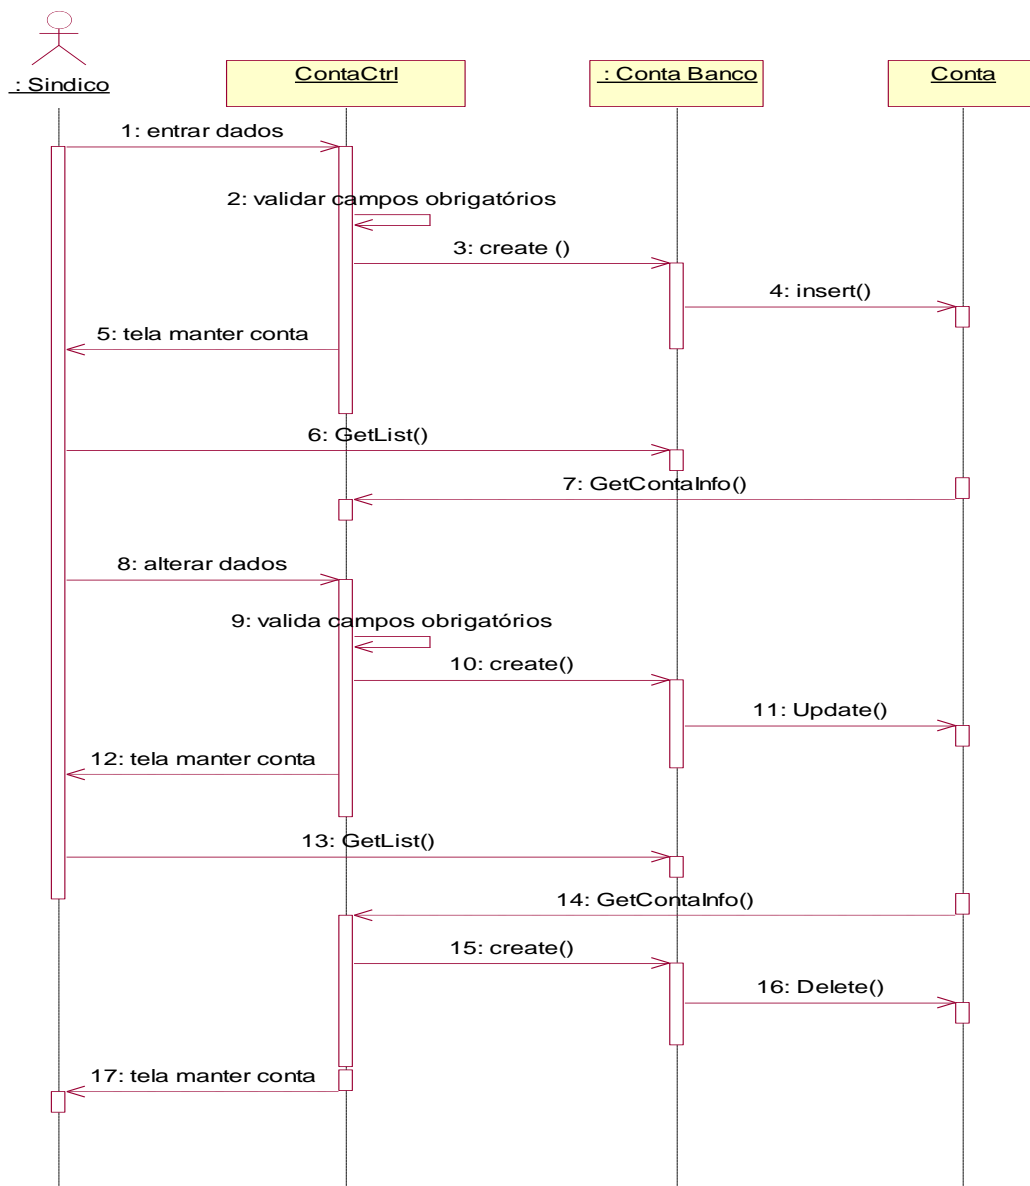 : Sindico
ContaCtrl
: Conta Banco
Conta
1: entrar dados
2: validar campos obrigatórios
3: create ()
4: insert()
5: tela manter conta
6: GetList()
7: GetContaInfo()
8: alterar dados
9: valida campos obrigatórios
10: create()
11: Update()
12: tela manter conta
13: GetList()
14: GetContaInfo()
15: create()
16: Delete()
17: tela manter conta